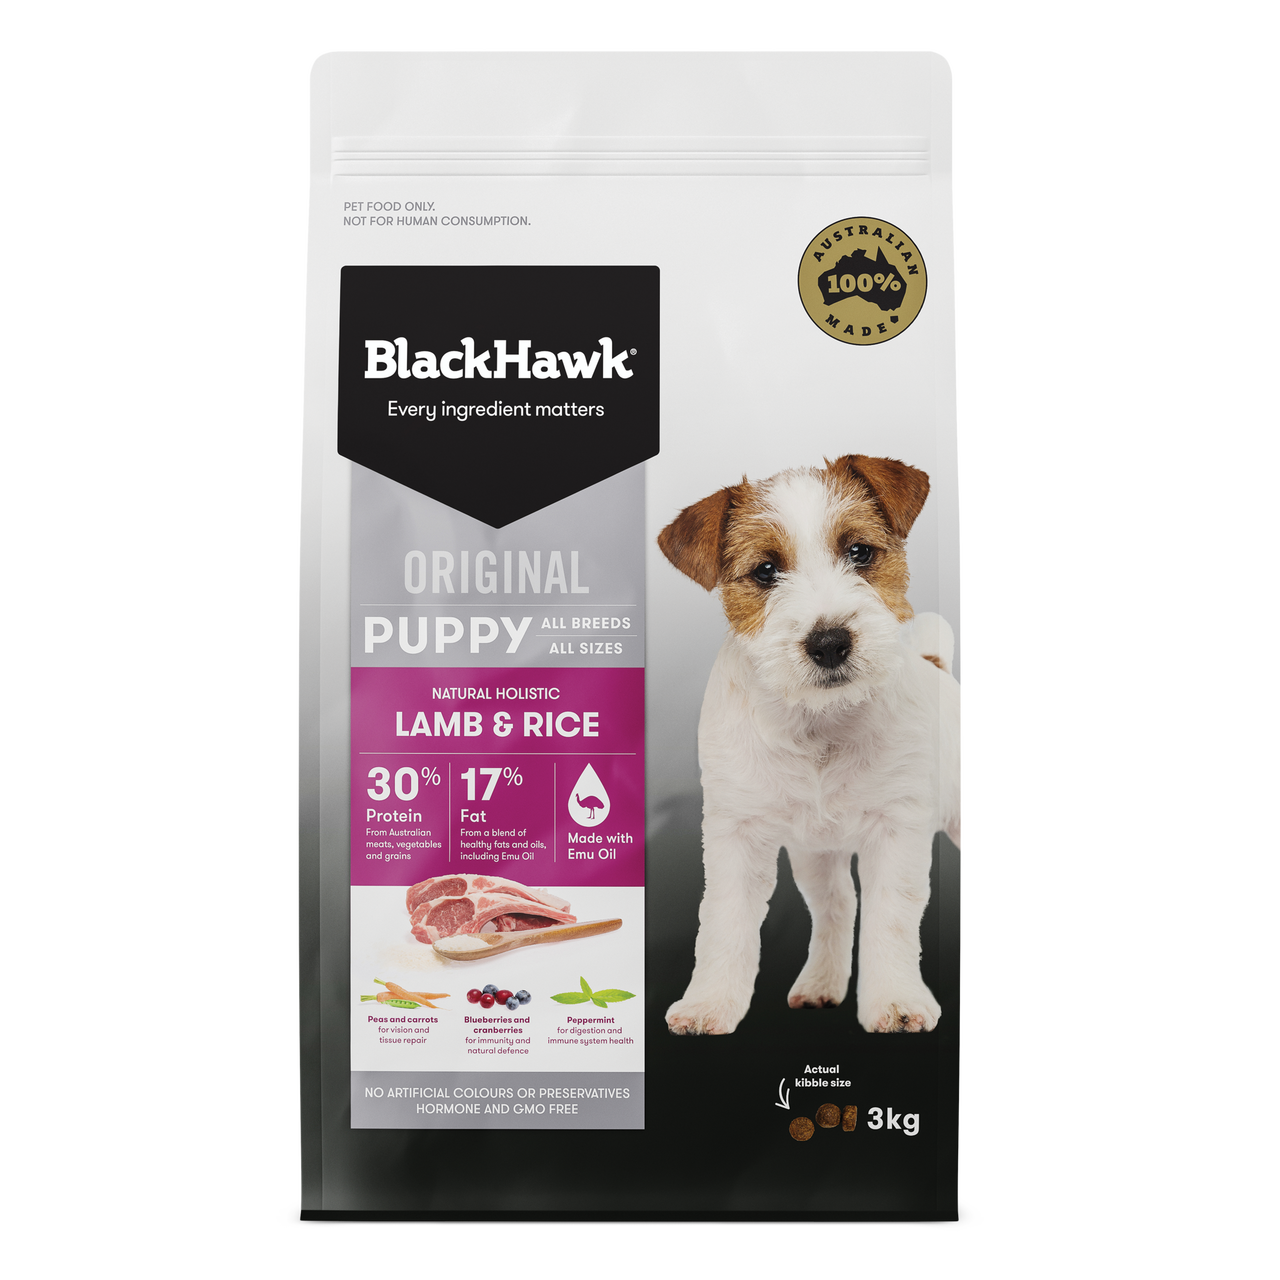 PET FOOD ONLY.
NOT FOR HUMAN CONSUMPTION.
AUSTRALIAN
100%
MADE
BlackHawk®
Every ingredient matters
ORIGINAL
PUPPY
ALL BREEDS
ALL SIZES
NATURAL HOLISTIC
LAMB & RICE
30%
Protein
From Australian
meats, vegetables
and grains
17%
Fat
From a blend of
healthy fats and oils,
including Emu Oil
Made with
Emu Oil
Peas and carrots
for vision and
tissue repair
Blueberries and
cranberries
for immunity and
natural defence
Peppermint
for digestion and
immune system health
NO ARTIFICIAL COLOURS OR PRESERVATIVES
HORMONE AND GMO FREE
Actual
kibble size
3kg